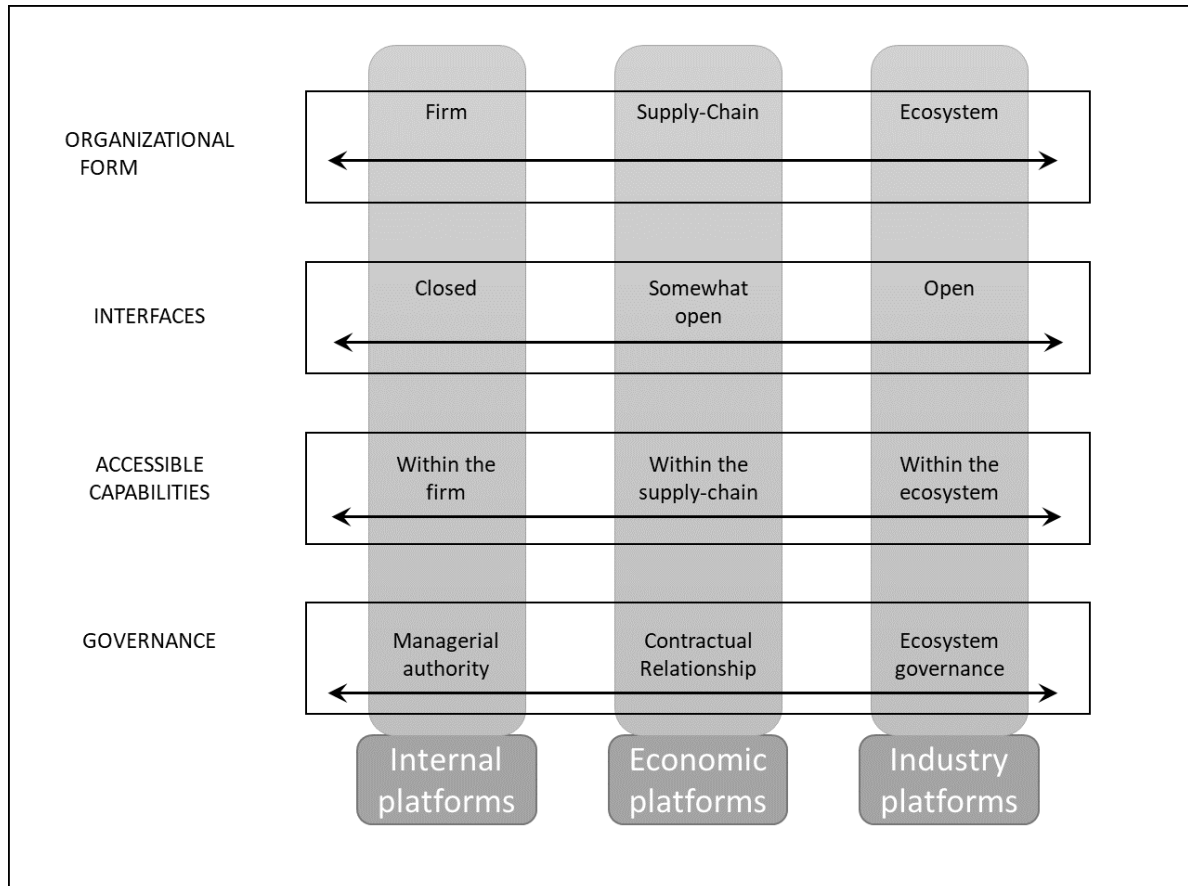 Firm
Supply-Chain
Ecosystem
ORGANIZATIONAL
FORM
Closed
Somewhat
open
Open
INTERFACES
ACCESSIBLE
CAPABILITIES
Within the
firm
Within the
supply-chain
Within the
ecosystem
GOVERNANCE
Managerial
authority
Contractual
Relationship
Ecosystem
governance
Internal
platforms
Economic
platforms
Industry
platforms